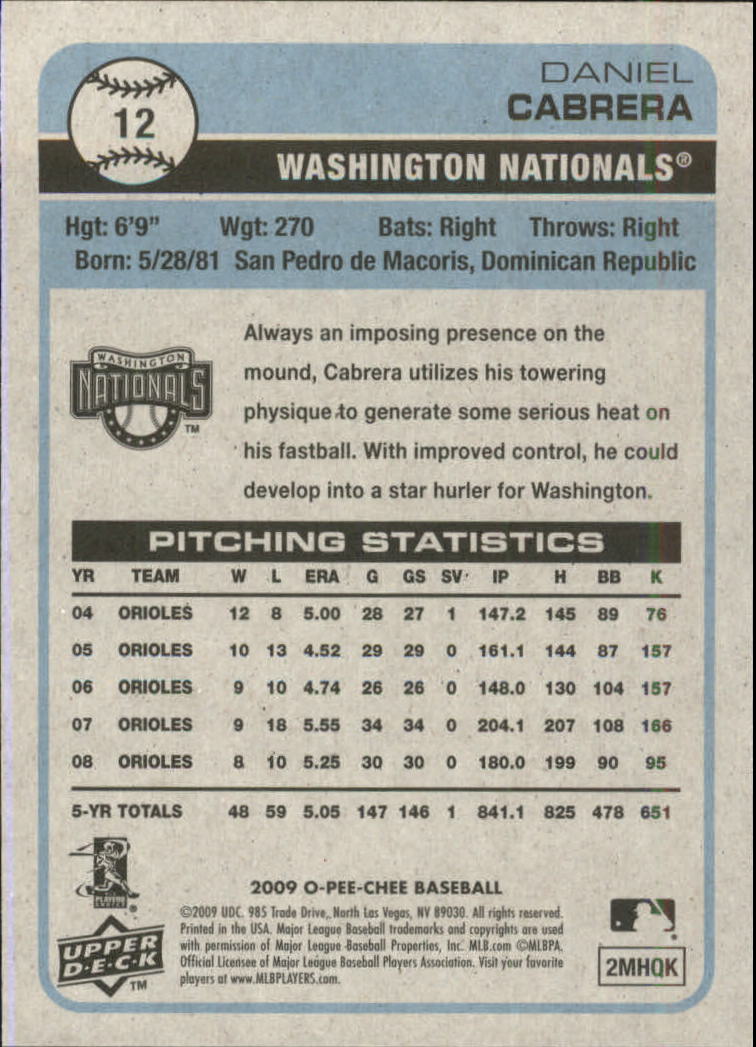 12
DANIEL
CABRERA
WASHINGTON NATIONALS®
Hgt: 6'9" Wgt: 270 Bats: Right Throws: Right
Born: 5/28/81 San Pedro de Macoris, Dominican Republic
WASHINGTON
NATIONALS
TM
Always an imposing presence on the
mound, Cabrera utilizes his towering
physique to generate some serious heat on
his fastball. With improved control, he could
develop into a star hurler for Washington.
PITCHING STATISTICS
YR TEAM W L ERA G GS SV IP H BB K
04 ORIOLES 12 8 5.00 28 27 1 147.2 145 89 76
05 ORIOLES 10 13 4.52 29 29 0 161.1 144 87 157
06 ORIOLES 9 10 4.74 26 26 0 148.0 130 104 157
07 ORIOLES 9 18 5.55 34 34 0 204.1 207 108 166
08 ORIOLES 8 10 5.25 30 30 0 180.0 199 90 95
5-YR TOTALS 48 59 5.05 147 146 1 841.1 825 478 651
PLAYERS
CHOICE
®
2009 O-PEE-CHEE BASEBALL
©2009 UDC. 985 Trade Drive, North Las Vegas, NV 89030. All rights reserved.
Printed in the USA. Major League Baseball trademarks and copyrights are used
with permission of Major League Baseball Properties, Inc. MLB.com ©MLBPA.
Official Licensee of Major League Baseball Players Association. Visit your favorite
players at www.MLBPLAYERS.com.
UPPER
D·E·C·K
TM
2MHQK